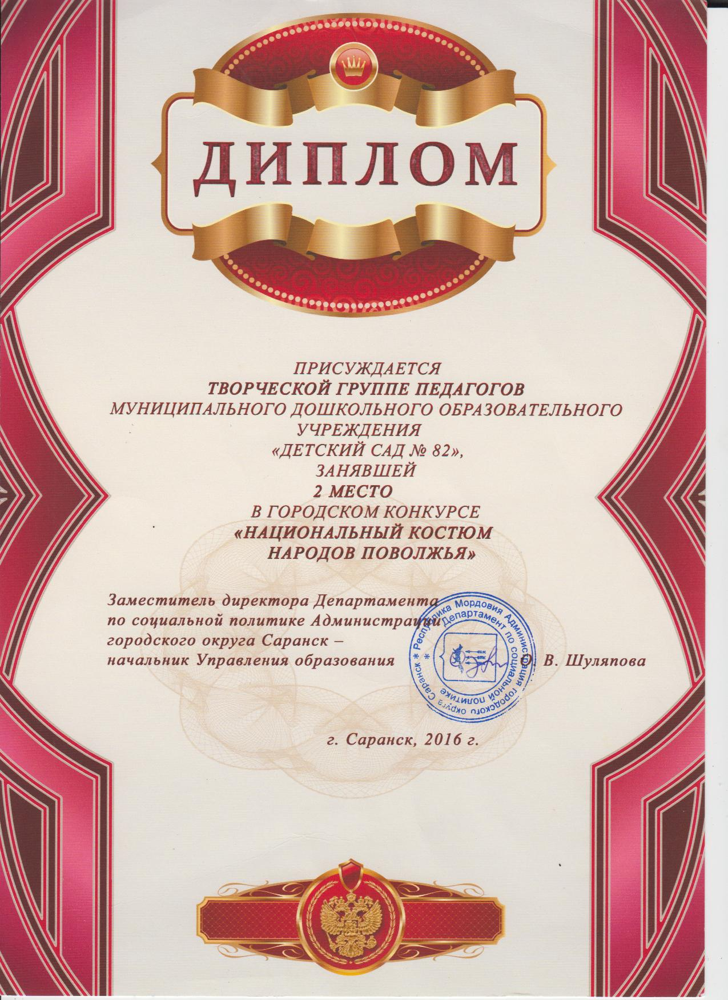 ДИПЛОМ
ПРИСУЖДАЕТСЯ
ТВОРЧЕСКОЙ ГРУППЕ ПЕДАГОГОВ
МУНИЦИПАЛЬНОГО ДОШКОЛЬНОГО ОБРАЗОВАТЕЛЬНОГО
УЧРЕЖДЕНИЯ
«ДЕТСКИЙ САД № 82»,
ЗАНЯВШЕЙ
2 МЕСТО
В ГОРОДСКОМ КОНКУРСЕ
«НАЦИОНАЛЬНЫЙ КОСТЮМ
НАРОДОВ ПОВОЛЖЬЯ»
Заместитель директора Департамента
по социальной политике Администрации
городского округа Саранск –
начальник Управления образования О. В. Шуляпова
* Республика Мордовия Администрация городского округа Саранск
* Департамент по социальной политике
г. Саранск, 2016 г.